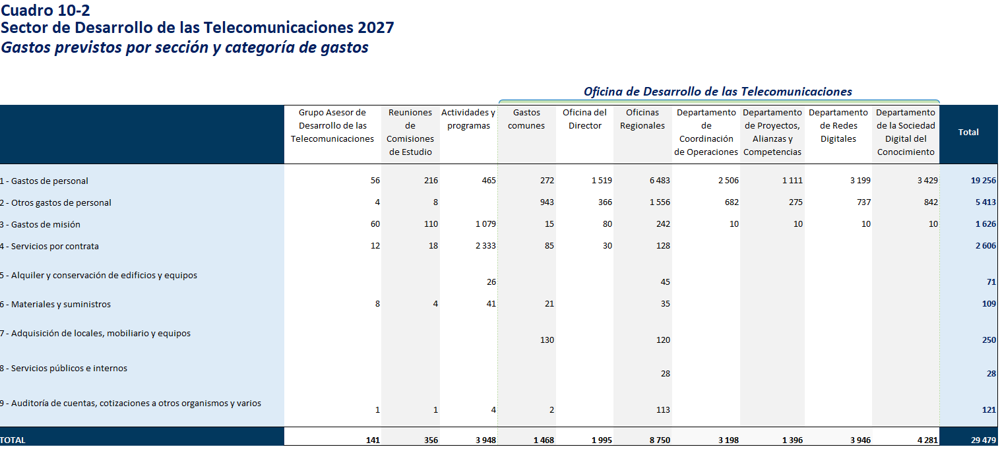 Cuadro 10-2
Sector de Desarrollo de las Telecomunicaciones 2027
Gastos previstos por sección y categoría de gastos
Oficina de Desarrollo de las Telecomunicaciones
Grupo Asesor de Desarrollo de las Telecomunicaciones Reuniones de Comisiones de Estudio Actividades y programas Gastos comunes Oficina del Director Oficinas Regionales Departamento de Coordinación de Operaciones Departamento de Proyectos, Alianzas y Competencias Departamento de Redes Digitales Departamento de la Sociedad Digital del Conocimiento Total
1 - Gastos de personal 56 216 465 272 1 519 6 483 2 506 1 111 3 199 3 429 19 256
2 - Otros gastos de personal 4 8 943 366 1 556 682 275 737 842 5 413
3 - Gastos de misión 60 110 1 079 15 80 242 10 10 10 10 1 626
4 - Servicios por contrata 12 18 2 333 85 30 128 2 606
5 - Alquiler y conservación de edificios y equipos 26 45 71
6 - Materiales y suministros 8 4 41 21 35 109
7 - Adquisición de locales, mobiliario y equipos 130 120 250
8 - Servicios públicos e internos 28 28
9 - Auditoría de cuentas, cotizaciones a otros organismos y varios 1 1 4 2 113 121
TOTAL 141 356 3 948 1 468 1 995 8 750 3 198 1 396 3 946 4 281 29 479